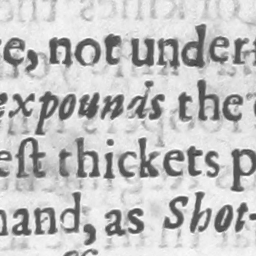 e, not under-
expounds the
est thickets p
hand, as Shot-